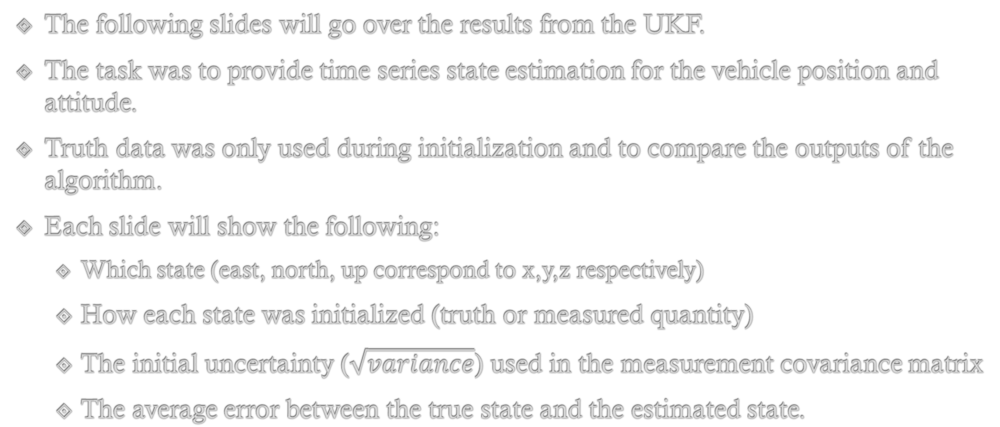 The following slides will go over the results from the UKF.
The task was to provide time series state estimation for the vehicle position and
attitude.
Truth data was only used during initialization and to compare the outputs of the
algorithm.
Each slide will show the following:
Which state (east, north, up correspond to x,y,z respectively)
How each state was initialized (truth or measured quantity)
The initial uncertainty (√variance) used in the measurement covariance matrix
The average error between the true state and the estimated state.